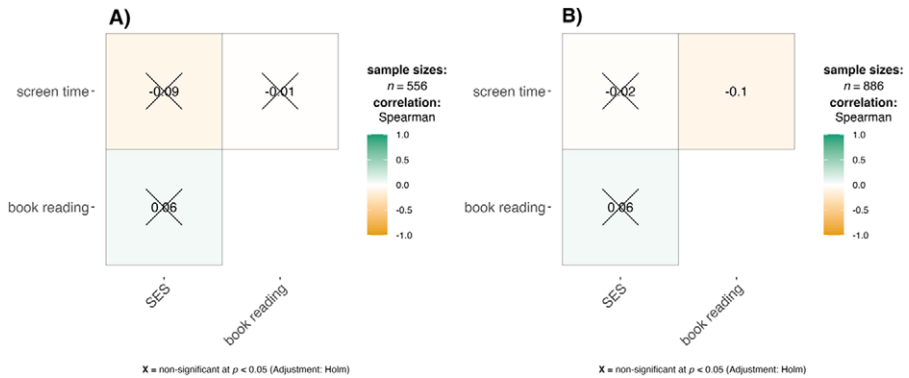 A)
screen time
-0.09
-0.01
book reading
0.06
SES
book reading
sample sizes:
n = 556
correlation:
Spearman
1.0
0.5
0.0
-0.5
-1.0
X = non-significant at p < 0.05 (Adjustment: Holm)
B)
screen time
-0.02
-0.1
book reading
0.06
SES
book reading
sample sizes:
n = 886
correlation:
Spearman
1.0
0.5
0.0
-0.5
-1.0
X = non-significant at p < 0.05 (Adjustment: Holm)